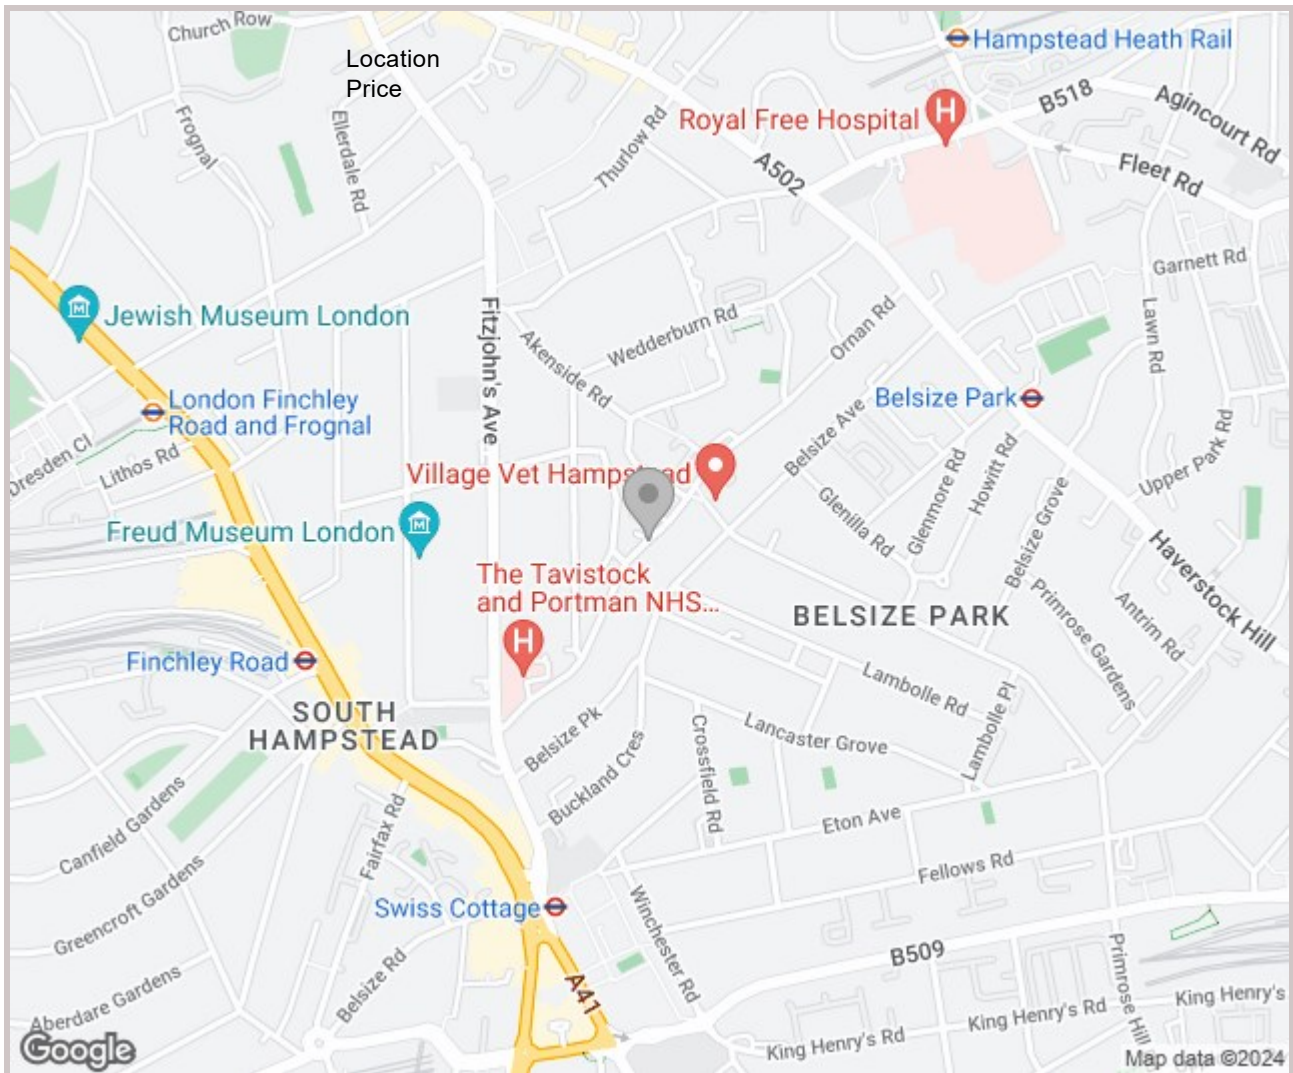 Church Row
Location
Price
Hampstead Heath Rail
Frognal
Ellerdale Rd
Thurlow Rd
Royal Free Hospital
H
B518
Agincourt Rd
A502
Fleet Rd
Garnett Rd
Jewish Museum London
Fitzjohn's Ave
Wedderburn Rd
Ornan Rd
Lawn Rd
Akenside Rd
London Finchley
Road and Frognal
Belsize Park
Belsize Ave
Dresden Cl
Lithos Rd
Village Vet Hampstead
Glenmore Rd
Howitt Rd
Upper Park Rd
Glenilla Rd
Belsize Grove
Freud Museum London
Haverstock Hill
The Tavistock
and Portman NHS...
H
BELSIZE PARK
Primrose Gardens
Antrim Rd
Finchley Road
Lambolle Rd
Lambolle Pl
SOUTH
HAMPSTEAD
Belsize Pk
Crossfield Rd
Lancaster Grove
Buckland Cres
Canfield Gardens
Fairfax Rd
Eton Ave
Fellows Rd
Greencroft Gardens
Swiss Cottage
Winchester Rd
Belsize Rd
B509
Primrose Hill
Aberdare Gardens
A41
King Henry's Rd
King Henry's Rd
King Henry's
Google
Map data ©2024